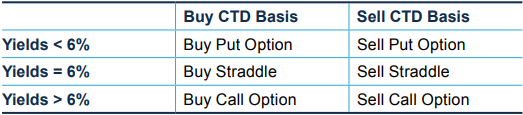 Buy CTD Basis Sell CTD Basis
Yields < 6% Buy Put Option Sell Put Option
Yields = 6% Buy Straddle Sell Straddle
Yields > 6% Buy Call Option Sell Call Option